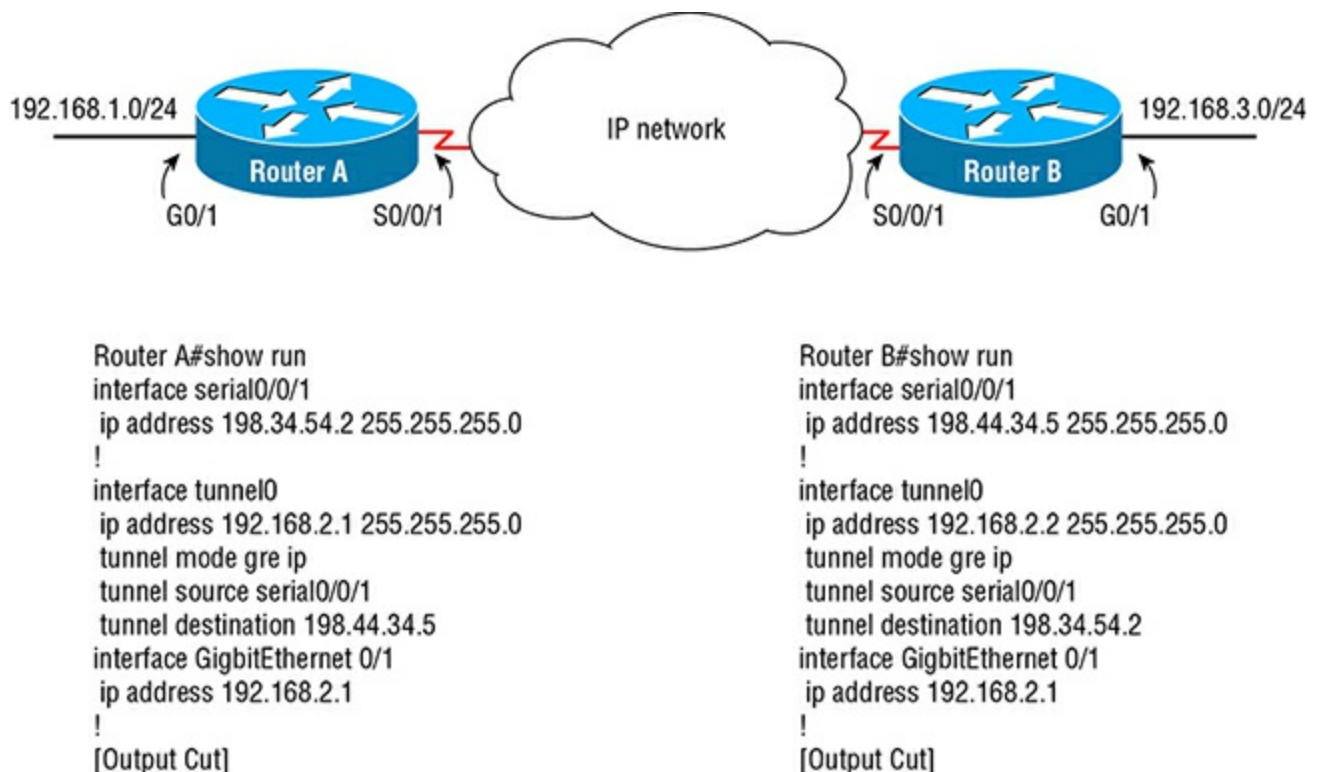 192.168.1.0/24
IP network
192.168.3.0/24
Router A
Router B
G0/1
S0/0/1
S0/0/1
G0/1
Router A#show run
interface serial0/0/1
ip address 198.34.54.2 255.255.255.0
!
interface tunnel0
ip address 192.168.2.1 255.255.255.0
tunnel mode gre ip
tunnel source serial0/0/1
tunnel destination 198.44.34.5
interface GigbitEthernet 0/1
ip address 192.168.2.1
!
[Output Cut]
Router B#show run
interface serial0/0/1
ip address 198.44.34.5 255.255.255.0
!
interface tunnel0
ip address 192.168.2.2 255.255.255.0
tunnel mode gre ip
tunnel source serial0/0/1
tunnel destination 198.34.54.2
interface GigbitEthernet 0/1
ip address 192.168.2.1
!
[Output Cut]